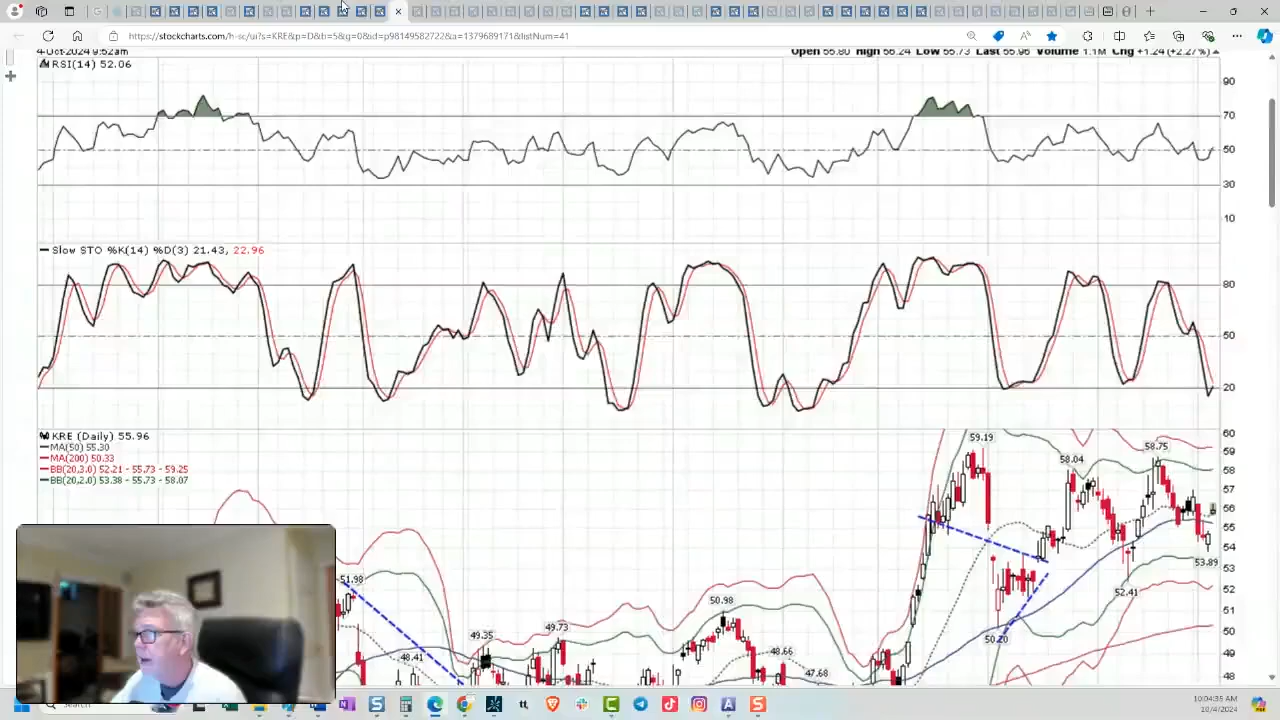 https://stockcharts.com/h-sc/ui?s=KRE&p=D&b=5&g=0&id=p98149582722&a=1379689171&listNum=41
4-Oct-2024 9:52am
Open 55.80 High 56.24 Low 55.73 Last 55.96 Volume 1.1M Chg +1.24 (+2.27%)
RSI(14) 52.06
90
70
50
30
10
Slow STO %K(14) %D(3) 21.43, 22.96
80
50
20
KRE (Daily) 55.96
MA(50) 55.30
MA(200) 50.33
BB(20,3.0) 52.21 - 55.73 - 59.25
BB(20,2.0) 53.38 - 55.73 - 58.07
60
59
58
57
56
55
54
53
52
51
50
49
48
59.19
58.04
58.75
53.89
52.41
50.20
51.98
50.98
49.35
49.73
48.41
48.66
47.68
Search
tt
10:04:35 AM
10/4/2024